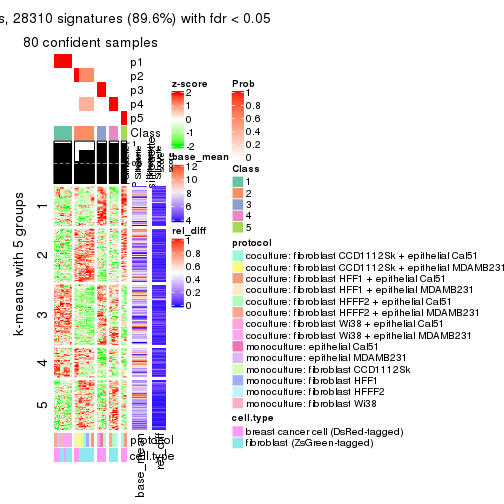 s, 28310 signatures (89.6%) with fdr < 0.05
80 confident samples
p1
p2
p3
p4
p5
Class
1
2
3
4
5
k-means with 5 groups
protocol
cell.type
base_mean
rel_diff
z-score
2
1
0
-1
-2
base_mean
12
10
8
6
4
rel_diff
1
0.8
0.6
0.4
0.2
0
Prob
1
0.8
0.6
0.4
0.2
0
Class
1
2
3
4
5
protocol
coculture: fibroblast CCD1112Sk + epithelial Cal51
coculture: fibroblast CCD1112Sk + epithelial MDAMB231
coculture: fibroblast HFF1 + epithelial Cal51
coculture: fibroblast HFF1 + epithelial MDAMB231
coculture: fibroblast HFFF2 + epithelial Cal51
coculture: fibroblast HFFF2 + epithelial MDAMB231
coculture: fibroblast Wi38 + epithelial Cal51
coculture: fibroblast Wi38 + epithelial MDAMB231
monoculture: epithelial Cal51
monoculture: epithelial MDAMB231
monoculture: fibroblast CCD1112Sk
monoculture: fibroblast HFF1
monoculture: fibroblast HFFF2
monoculture: fibroblast Wi38
cell.type
breast cancer cell (DsRed-tagged)
fibroblast (ZsGreen-tagged)